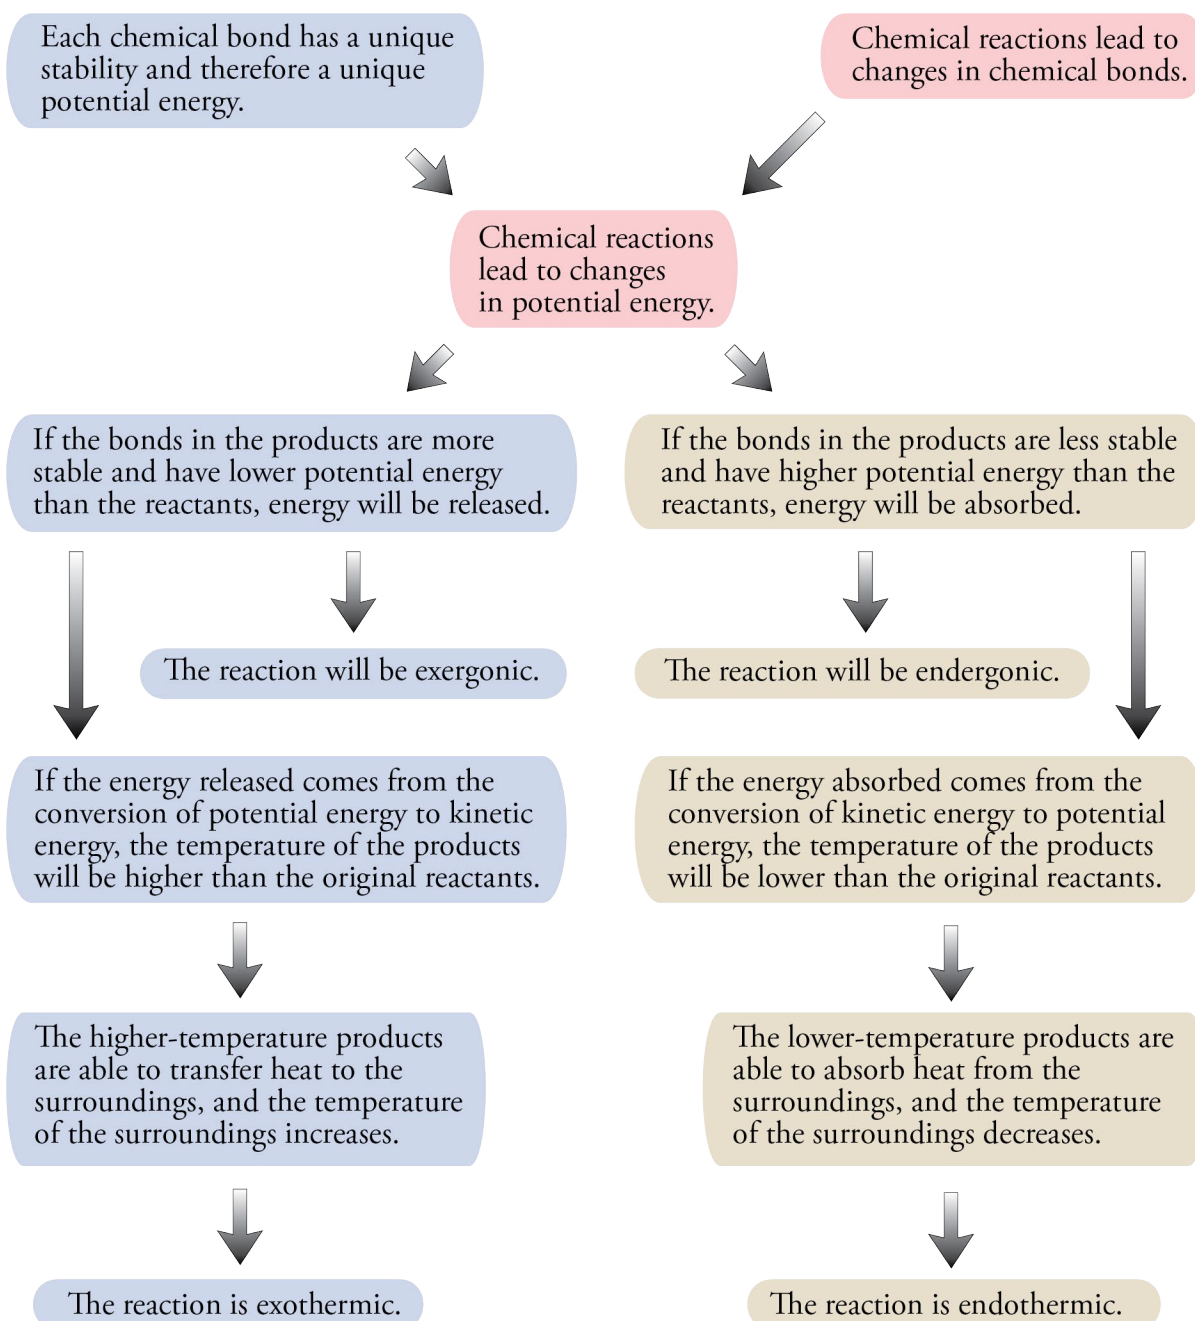 Each chemical bond has a unique
stability and therefore a unique
potential energy.
Chemical reactions lead to
changes in chemical bonds.
Chemical reactions
lead to changes
in potential energy.
If the bonds in the products are more
stable and have lower potential energy
than the reactants, energy will be released.
If the bonds in the products are less stable
and have higher potential energy than the
reactants, energy will be absorbed.
The reaction will be exergonic.
The reaction will be endergonic.
If the energy released comes from the
conversion of potential energy to kinetic
energy, the temperature of the products
will be higher than the original reactants.
If the energy absorbed comes from the
conversion of kinetic energy to potential
energy, the temperature of the products
will be lower than the original reactants.
The higher-temperature products
are able to transfer heat to the
surroundings, and the temperature
of the surroundings increases.
The lower-temperature products are
able to absorb heat from the
surroundings, and the temperature
of the surroundings decreases.
The reaction is exothermic.
The reaction is endothermic.